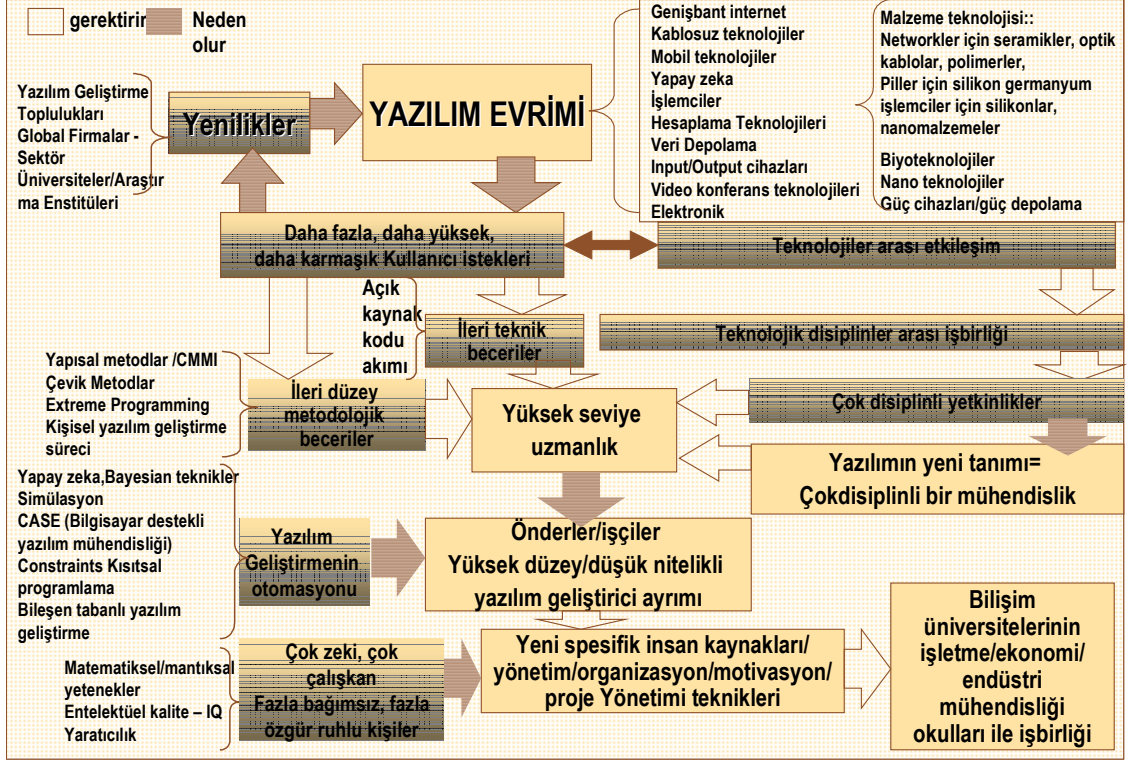 gerektirir
Neden
olur
Yazılım Geliştirme
Toplulukları
Global Firmalar -
Sektör
Üniversiteler/Araştır
ma Enstitüleri
Yenilikler
YAZILIM EVRİMİ
Genişbant internet
Kablosuz teknolojiler
Mobil teknolojiler
Yapay zeka
İşlemciler
Hesaplama Teknolojileri
Veri Depolama
Input/Output cihazları
Video konferans teknolojileri
Elektronik
Malzeme teknolojisi::
Networkler için seramikler, optik
kablolar, polimerler,
Piller için silikon germanyum
işlemciler için silikonlar,
nanomalzemeler
Biyoteknolojiler
Nano teknolojiler
Güç cihazları/güç depolama
Daha fazla, daha yüksek,
daha karmaşık Kullanıcı istekleri
Teknolojiler arası etkileşim
Açık
kaynak
kodu
akımı
İleri teknik
beceriler
Teknolojik disiplinler arası işbirliği
Yapısal metodlar /CMMI
Çevik Metodlar
Extreme Programming
Kişisel yazılım geliştirme
süreci
İleri düzey
metodolojik
beceriler
Yüksek seviye
uzmanlık
Çok disiplinli yetkinlikler
Yazılımın yeni tanımı=
Çokdisiplinli bir mühendislik
Yapay zeka,Bayesian teknikler
Simülasyon
CASE (Bilgisayar destekli
yazılım mühendisliği)
Constraints Kısıtsal
programlama
Bileşen tabanlı yazılım
geliştirme
Yazılım
Geliştirmenin
otomasyonu
Önderler/işçiler
Yüksek düzey/düşük nitelikli
yazılım geliştirici ayrımı
Matematiksel/mantıksal
yetenekler
Entelektüel kalite – IQ
Yaratıcılık
Çok zeki, çok
çalışkan
Fazla bağımsız, fazla
özgür ruhlu kişiler
Yeni spesifik insan kaynakları/
yönetim/organizasyon/motivasyon/
proje Yönetimi teknikleri
Bilişim
üniversitelerinin
işletme/ekonomi/
endüstri
mühendisliği
okulları ile işbirliği